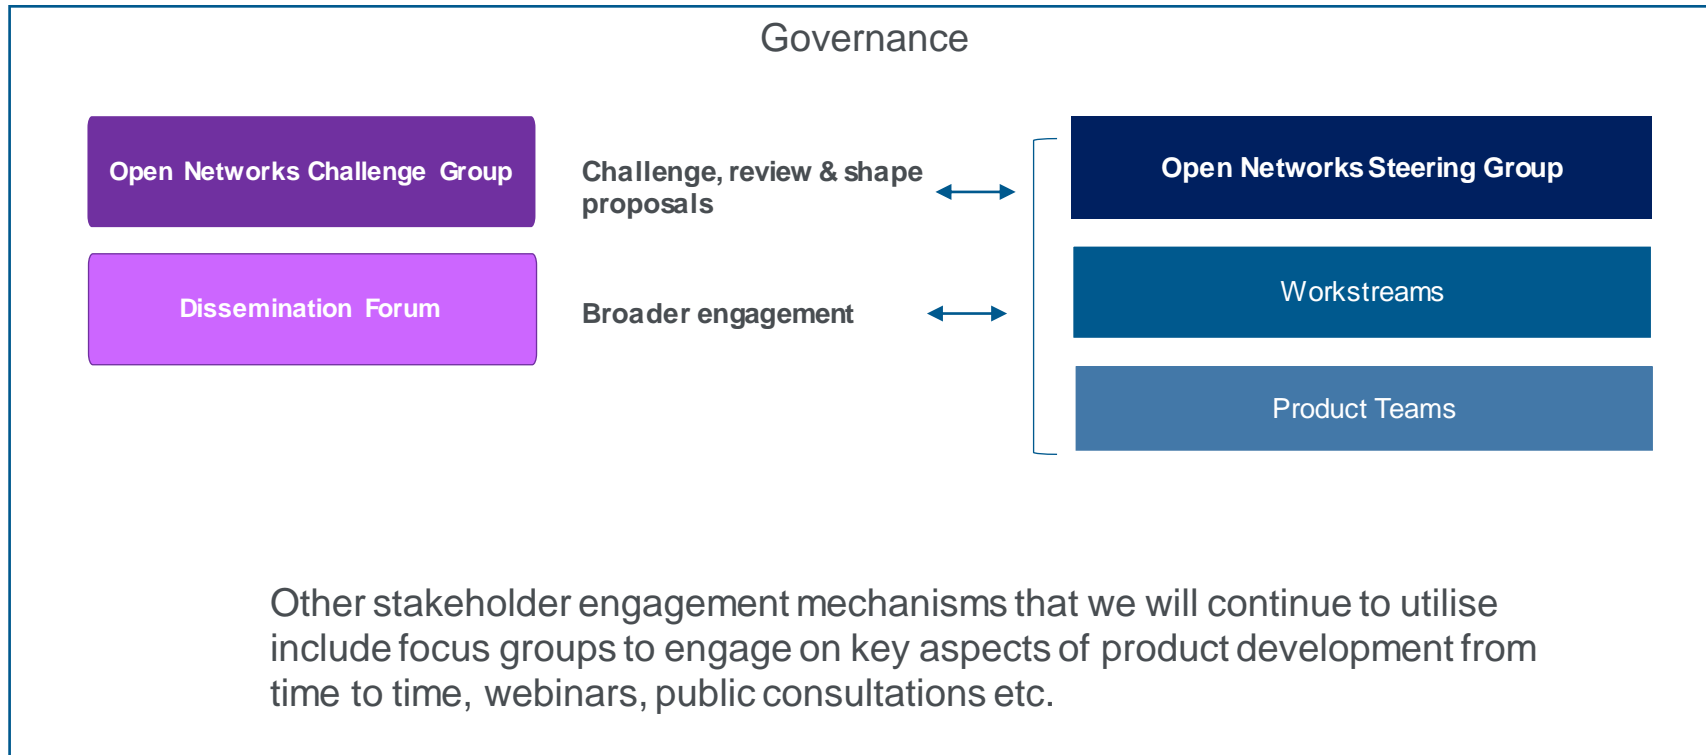 Governance
Open Networks Challenge Group
Challenge, review & shape
proposals
Open Networks Steering Group
Dissemination Forum
Broader engagement
Workstreams
Product Teams
Other stakeholder engagement mechanisms that we will continue to utilise
include focus groups to engage on key aspects of product development from
time to time, webinars, public consultations etc.